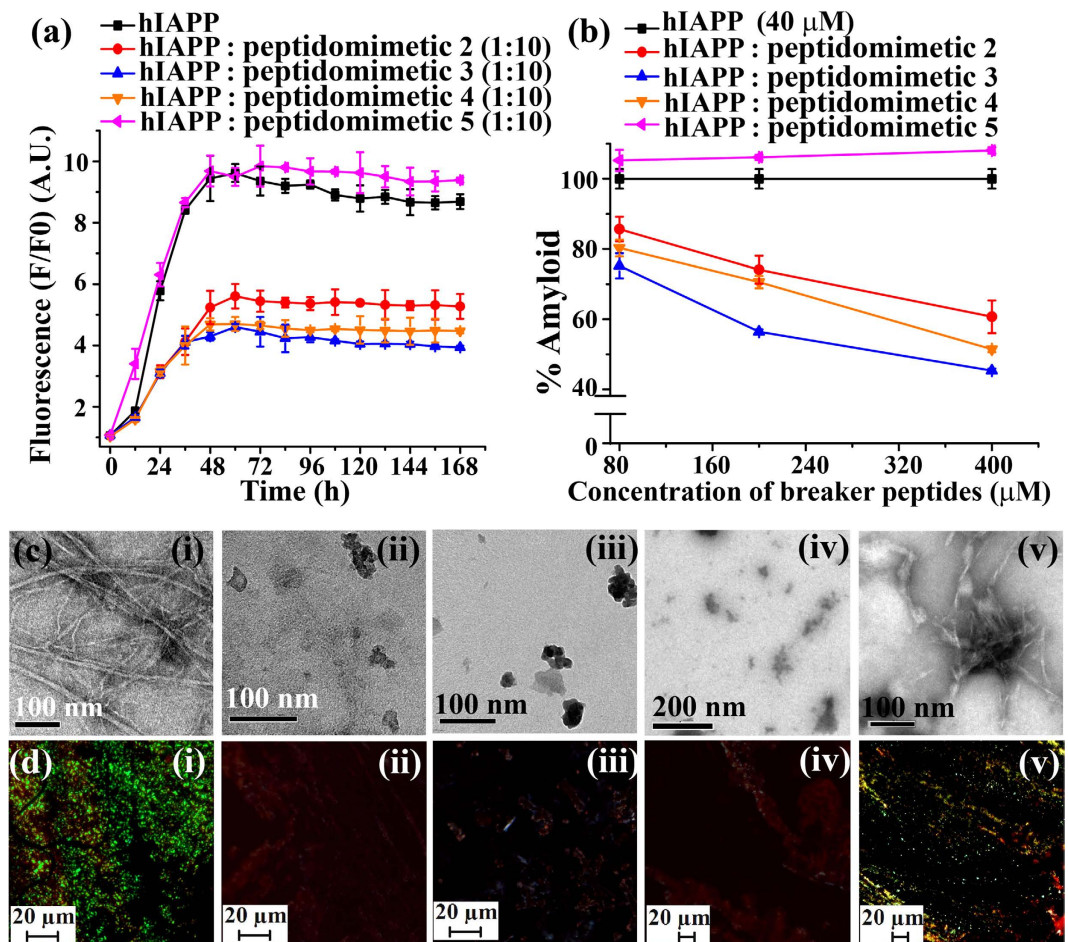 (a)
hIAPP
hIAPP : peptidomimetic 2 (1:10)
hIAPP : peptidomimetic 3 (1:10)
hIAPP : peptidomimetic 4 (1:10)
hIAPP : peptidomimetic 5 (1:10)
Fluorescence (F/F0) (A.U.)
10
8
6
4
2
0 24 48 72 96 120 144 168
Time (h)
(b)
hIAPP (40 μM)
hIAPP : peptidomimetic 2
hIAPP : peptidomimetic 3
hIAPP : peptidomimetic 4
hIAPP : peptidomimetic 5
% Amyloid
100
80
60
40
0
80 160 240 320 400
Concentration of breaker peptides (μM)
(c) (i) (ii) (iii) (iv) (v)
100 nm 100 nm 100 nm 200 nm 100 nm
(d) (i) (ii) (iii) (iv) (v)
20 μm 20 μm 20 μm 20 μm 20 μm